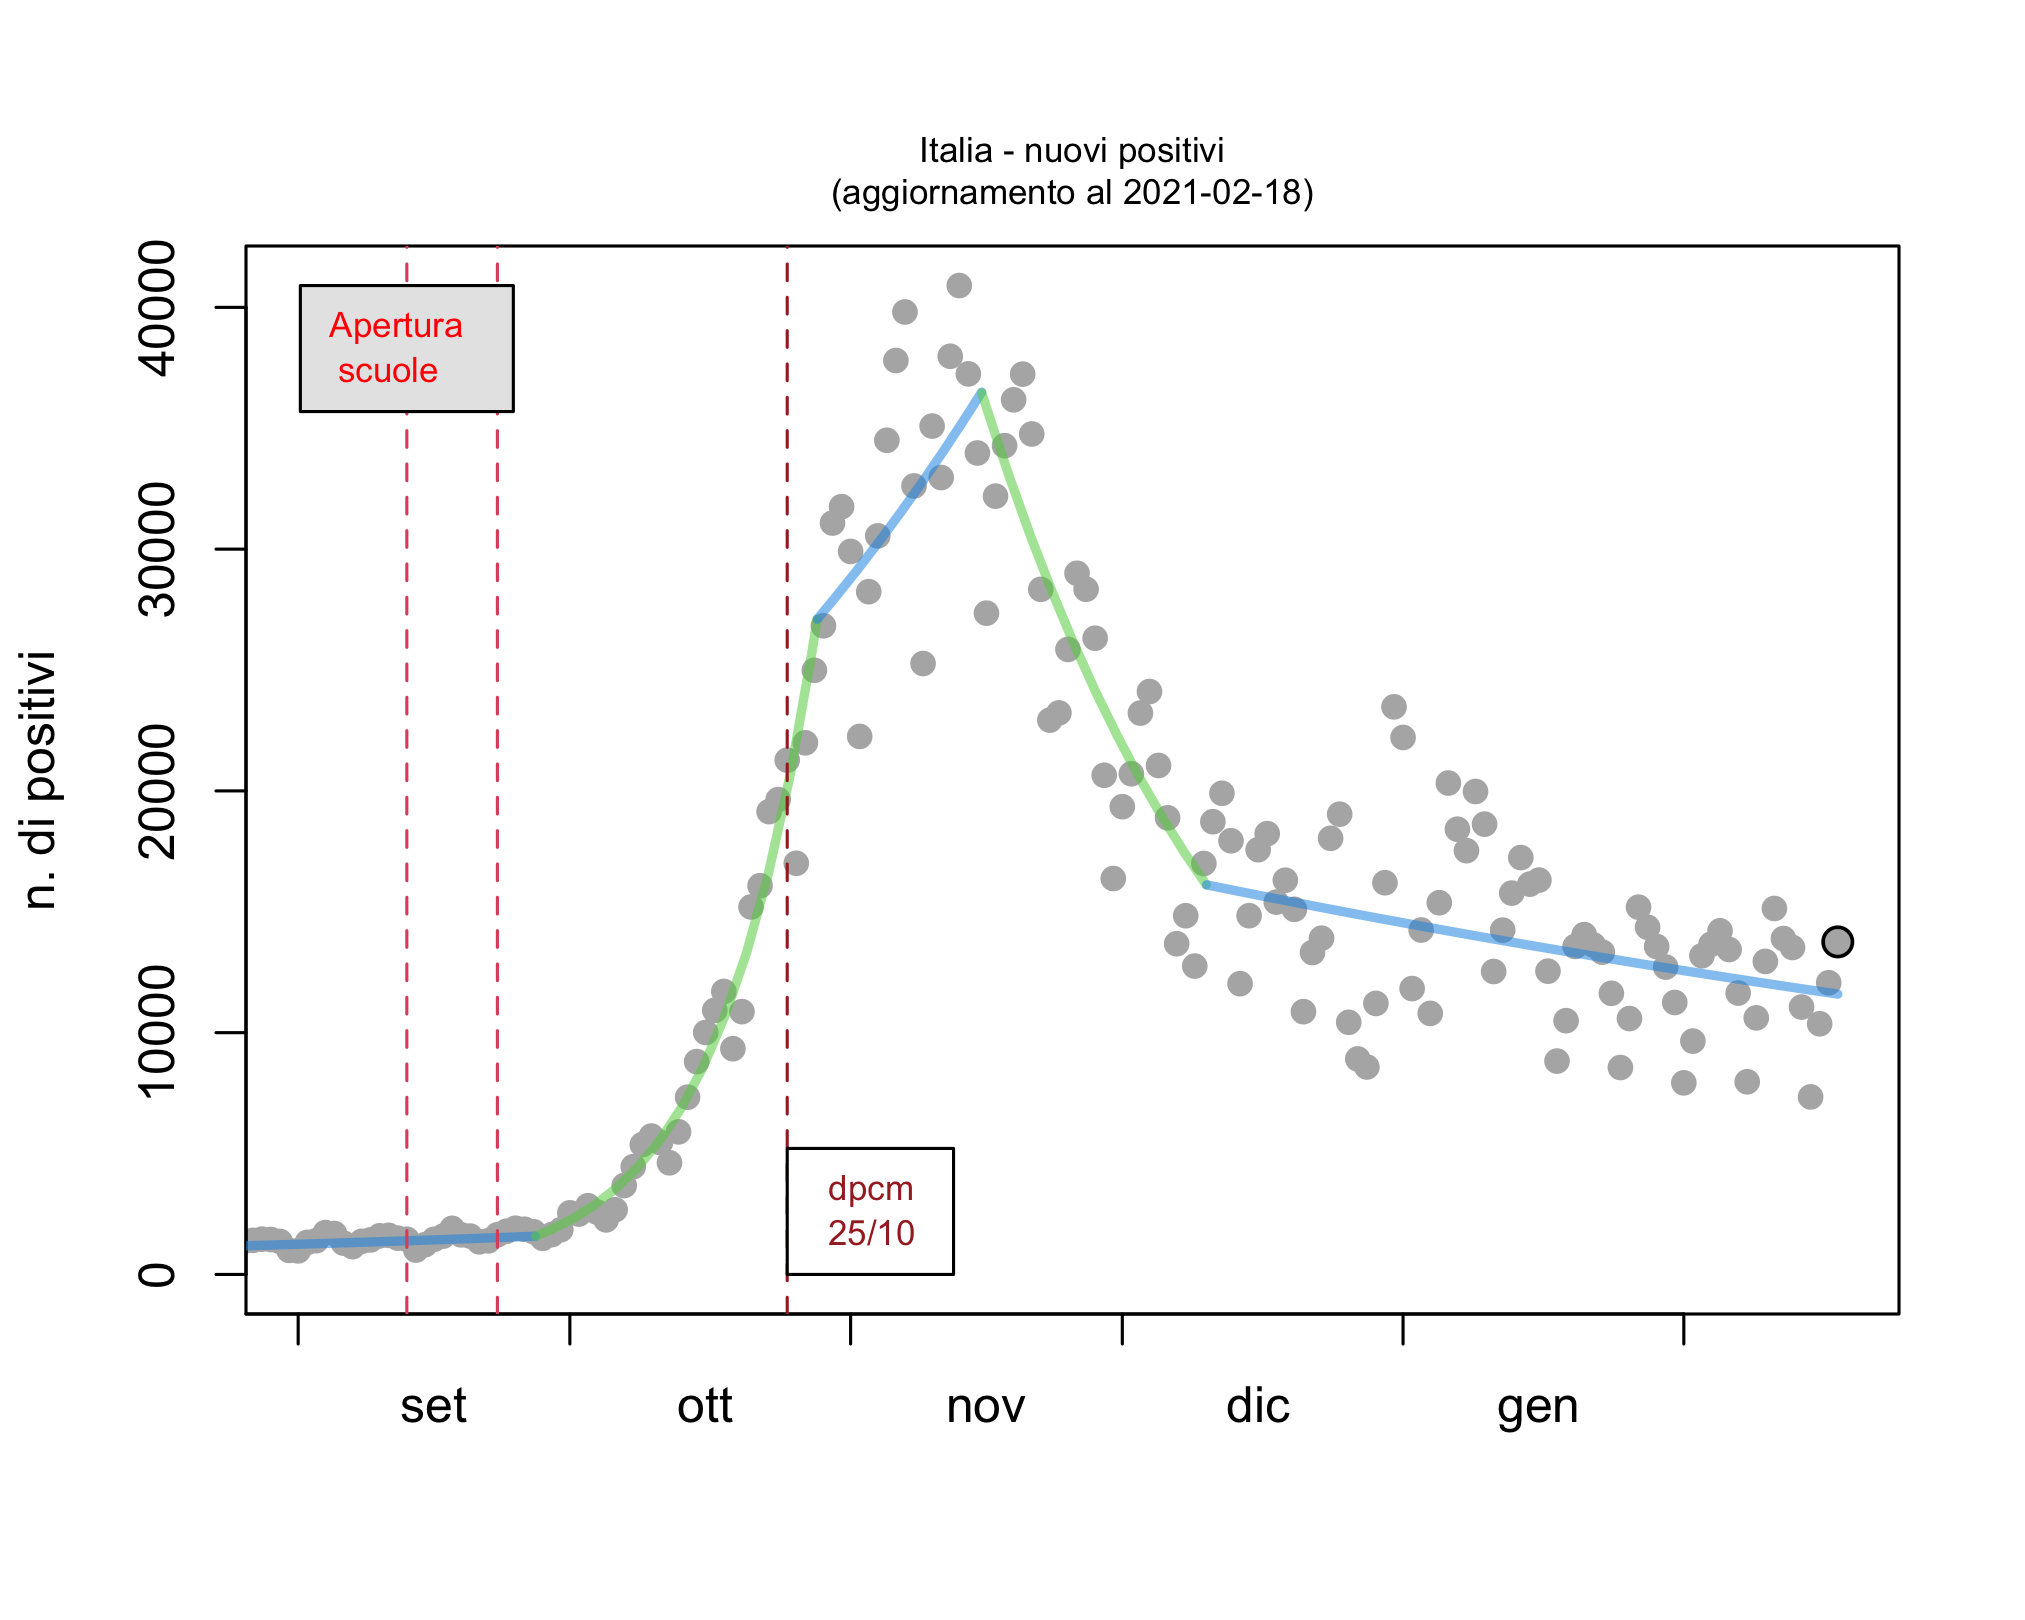 Italia - nuovi positivi
(aggiornamento al 2021-02-18)
n. di positivi
40000
30000
20000
10000
0
Apertura
scuole
dpcm
25/10
set
ott
nov
dic
gen